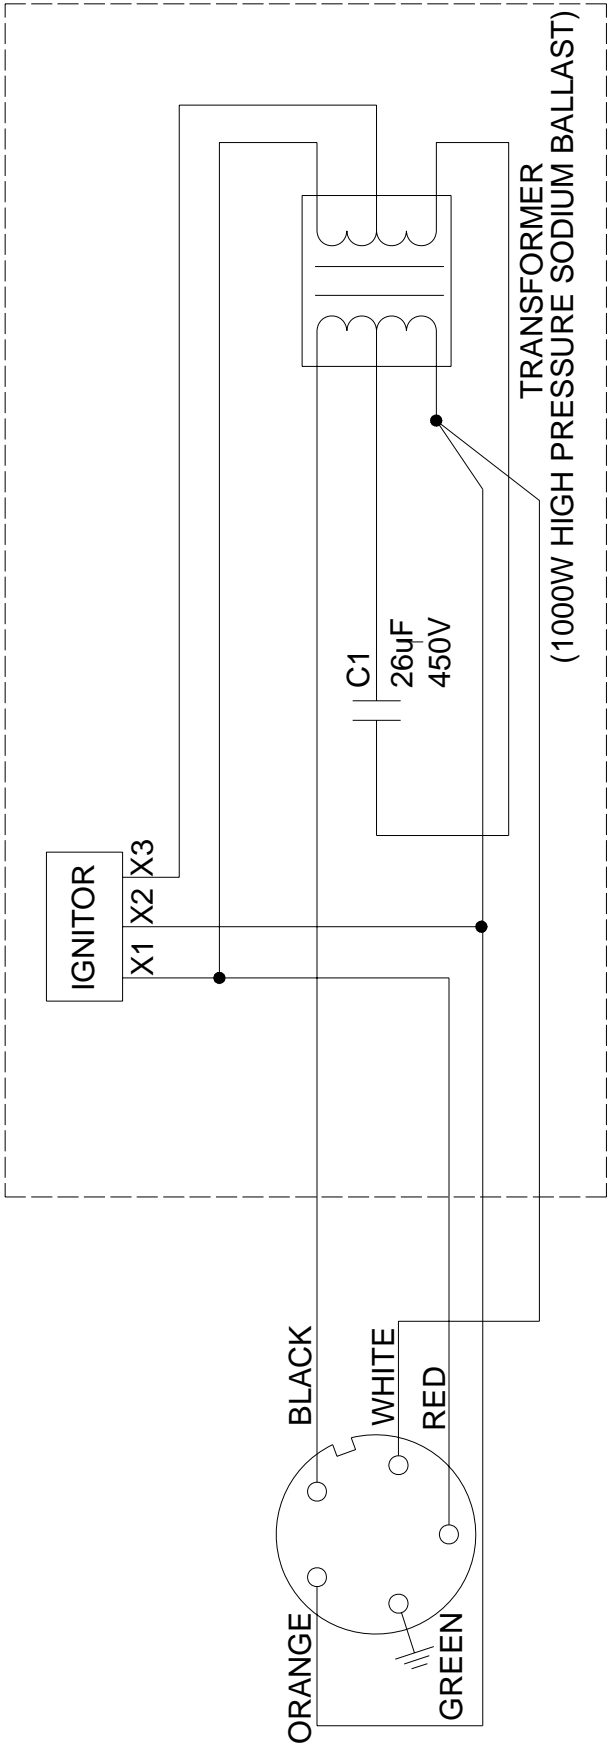 IGNITOR
X1
X2
X3
C1
26uF
450V
TRANSFORMER
(1000W HIGH PRESSURE SODIUM BALLAST)
ORANGE
BLACK
WHITE
RED
GREEN